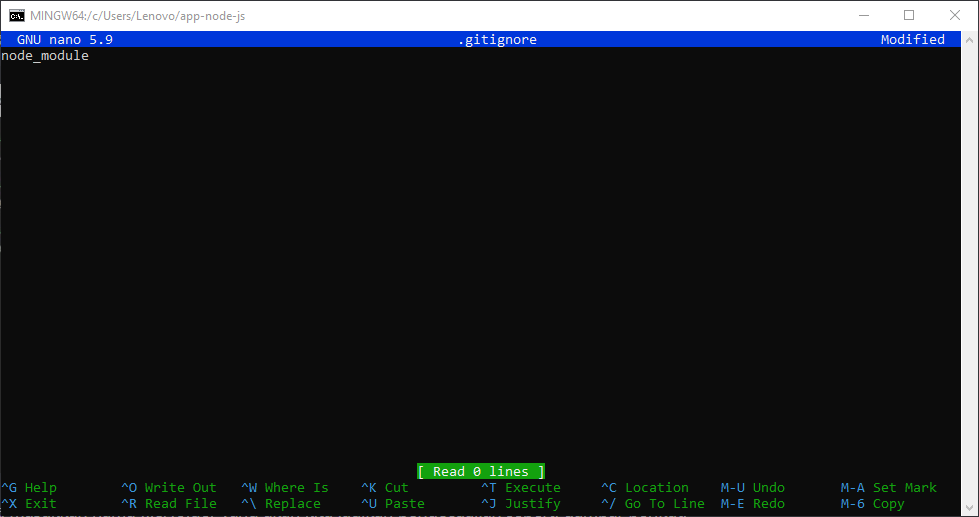 MINGW64:/c/Users/Lenovo/app-node-js
GNU nano 5.9 .gitignore Modified
node_module
[ Read 0 lines ]
^G Help ^O Write Out ^W Where Is ^K Cut ^T Execute ^C Location M-U Undo M-A Set Mark
^X Exit ^R Read File ^\ Replace ^U Paste ^J Justify ^/ Go To Line M-E Redo M-6 Copy